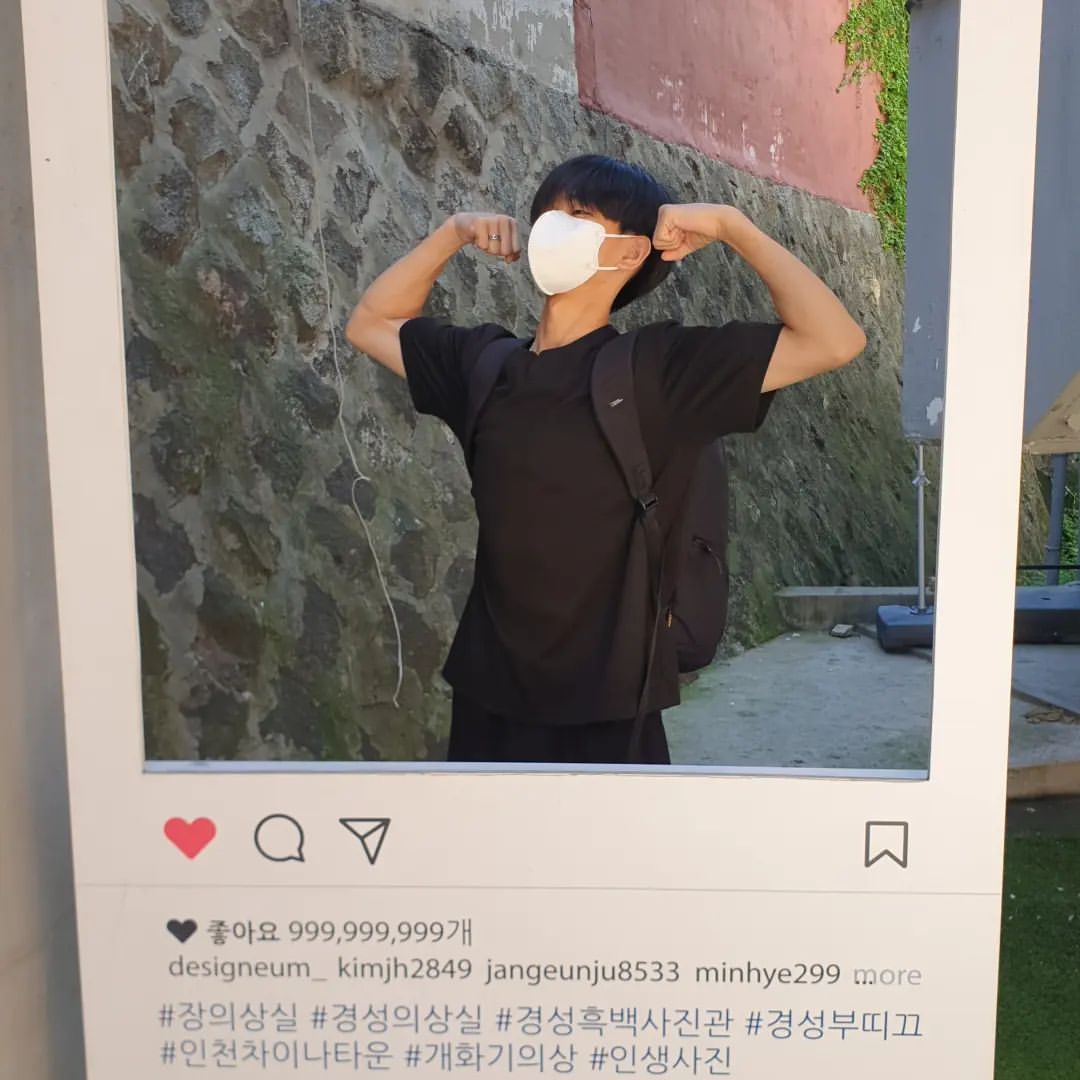 좋아요 999,999,999개
designeum_ kimjh2849 jangeunju8533 minhye299 ...more
#장의상실 #경성의상실 #경성흑백사진관 #경성부띠끄
#인천차이나타운 #개화기의상 #인생사진